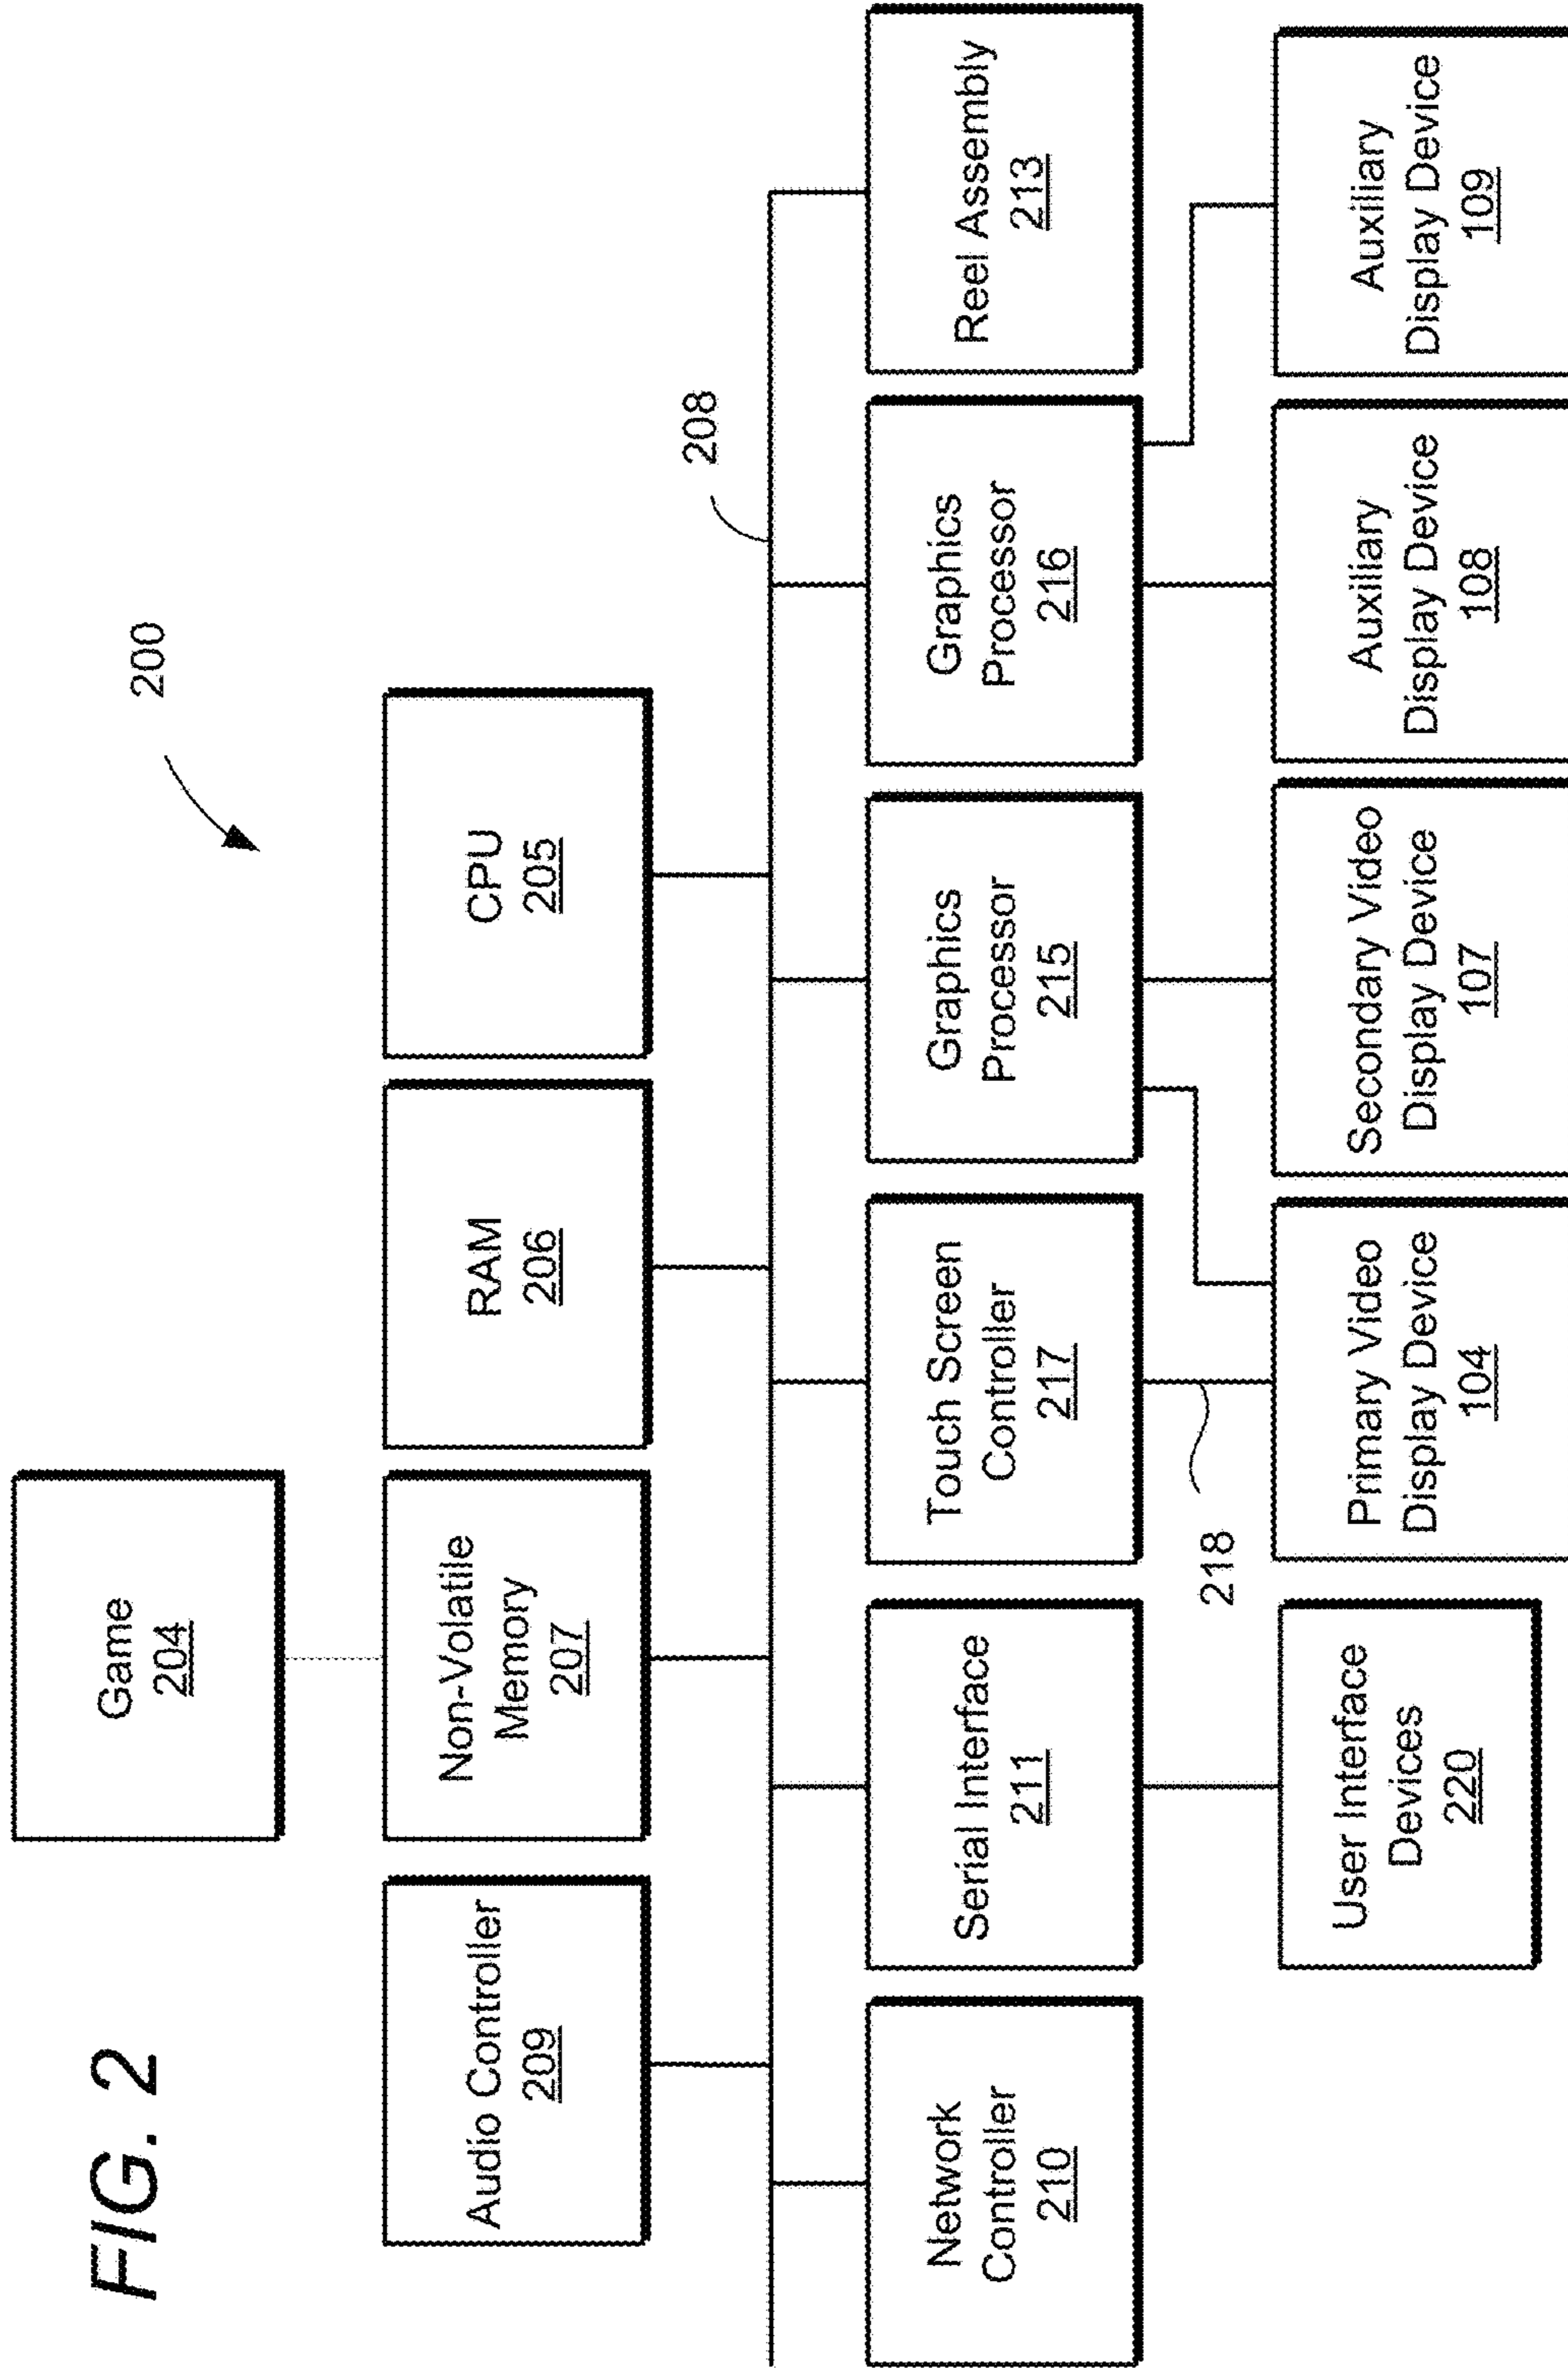 FIG. 2
200
Game
204
Audio Controller
209
Non-Volatile
Memory
207
RAM
206
CPU
205
208
Network
Controller
210
Serial Interface
211
Touch Screen
Controller
217
Graphics
Processor
215
Graphics
Processor
216
Reel Assembly
213
218
User Interface
Devices
220
Primary Video
Display Device
104
Secondary Video
Display Device
107
Auxiliary
Display Device
108
Auxiliary
Display Device
109